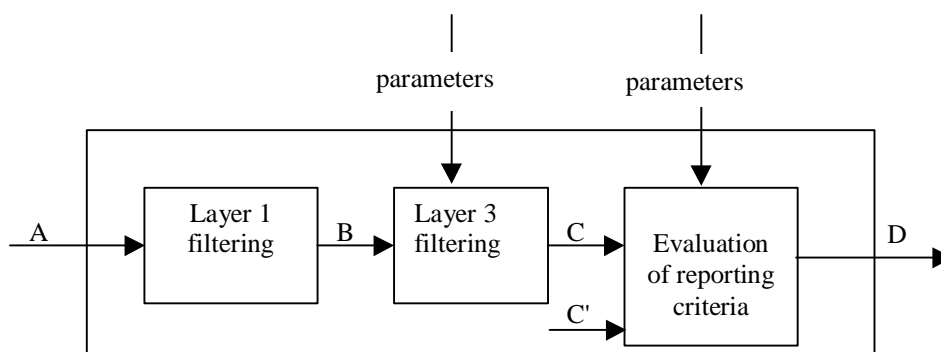 parameters
parameters
A
Layer 1
filtering
B
Layer 3
filtering
C
C'
Evaluation
of reporting
criteria
D